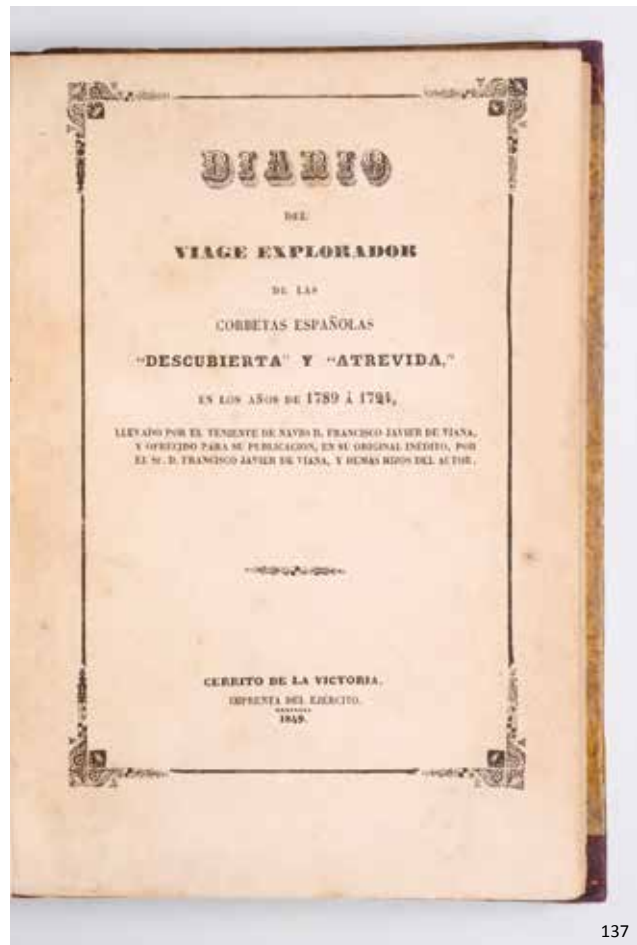 DIARIO
DEL
VIAGE EXPLORADOR
DE LAS
CORBETAS ESPAÑOLAS
"DESCUBIERTA" Y "ATREVIDA,"
EN LOS AÑOS DE 1789 Á 1794,
LLEVADO POR EL TENIENTE DE NAVIO D. FRANCISCO JAVIER DE VIANA,
Y OFRECIDO PARA SU PUBLICACION, EN SU ORIGINAL INÉDITO, POR
EL Sr. D. FRANCISCO JAVIER DE VIANA, Y DEMAS HIJOS DEL AUTOR.
CERRITO DE LA VICTORIA.
IMPRENTA DEL EJERCITO.
1849.
137